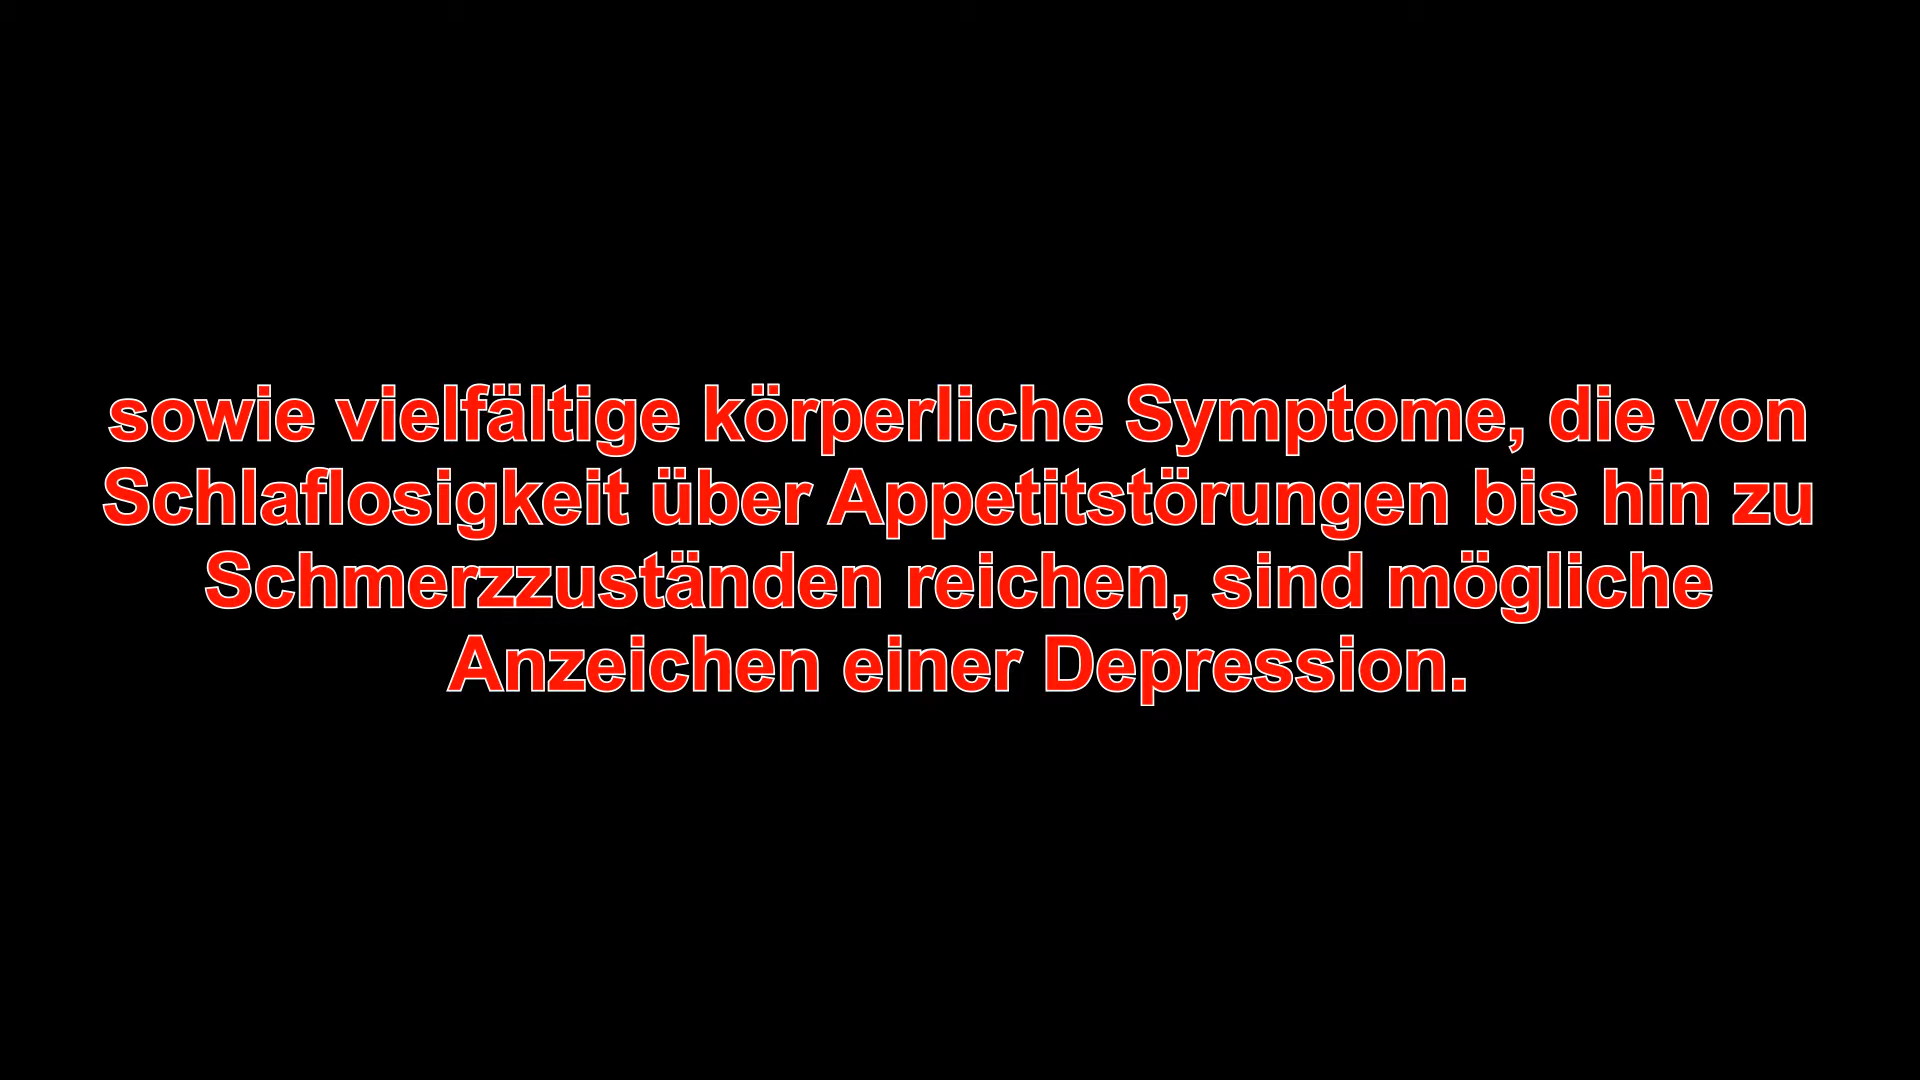 sowie vielfältige körperliche Symptome, die von
Schlaflosigkeit über Appetitstörungen bis hin zu
Schmerzzuständen reichen, sind mögliche
Anzeichen einer Depression.